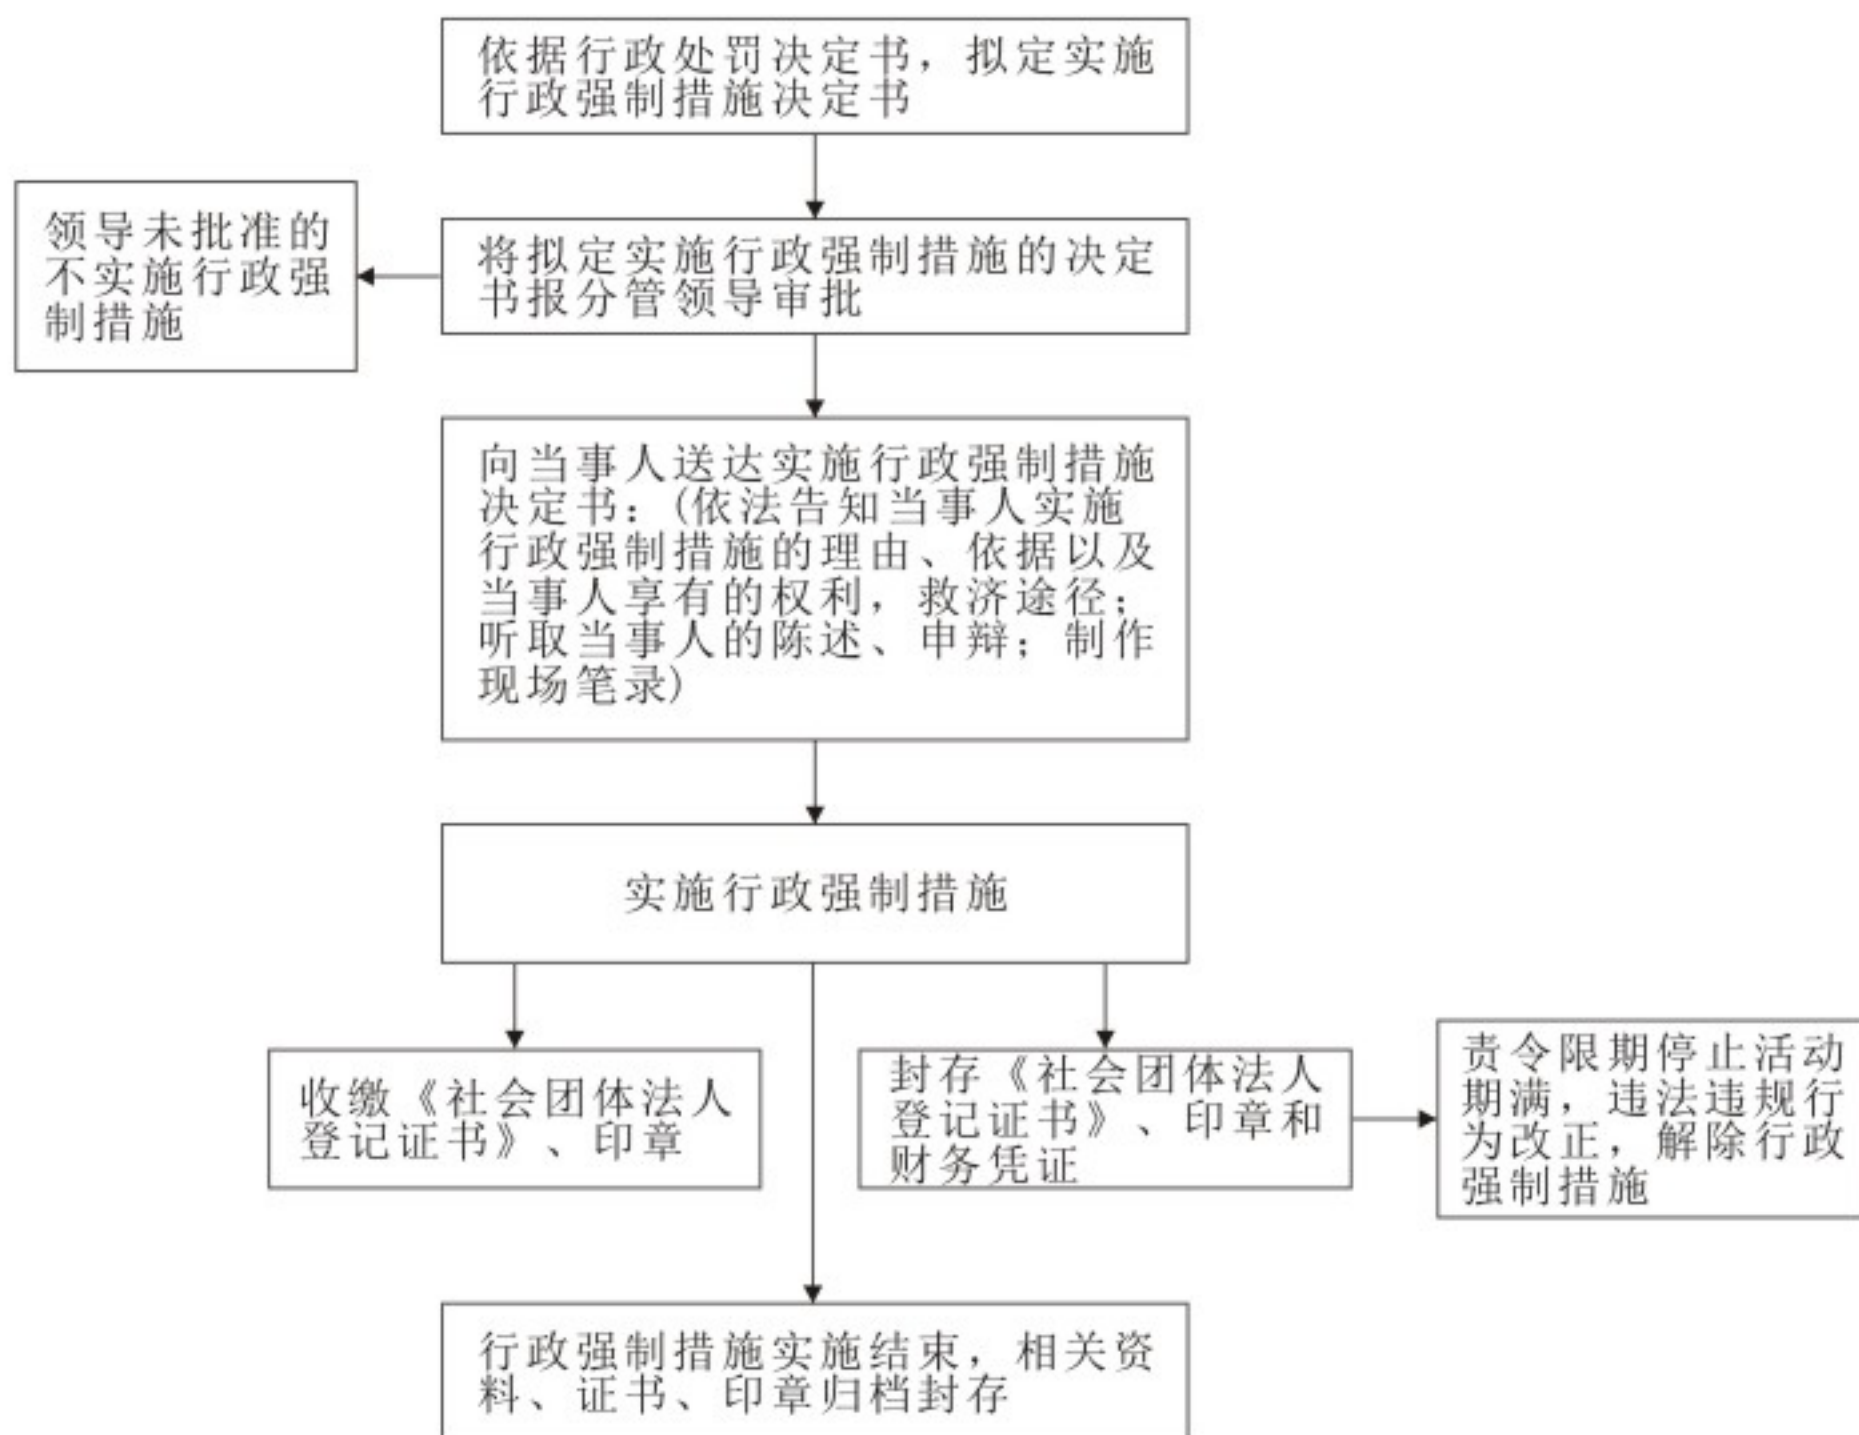 依据行政处罚决定书，拟定实施
行政强制措施决定书
领导未批准的
不实施行政强
制措施
将拟定实施行政强制措施的决定
书报分管领导审批
向当事人送达实施行政强制措施
决定书：(依法告知当事人实施
行政强制措施的理由、依据以及
当事人享有的权利，救济途径；
听取当事人的陈述、申辩；制作
现场笔录)
实施行政强制措施
收缴《社会团体法人
登记证书》、印章
封存《社会团体法人
登记证书》、印章和
财务凭证
责令限期停止活动
期满，违法违规行
为改正，解除行政
强制措施
行政强制措施实施结束，相关资
料、证书、印章归档封存